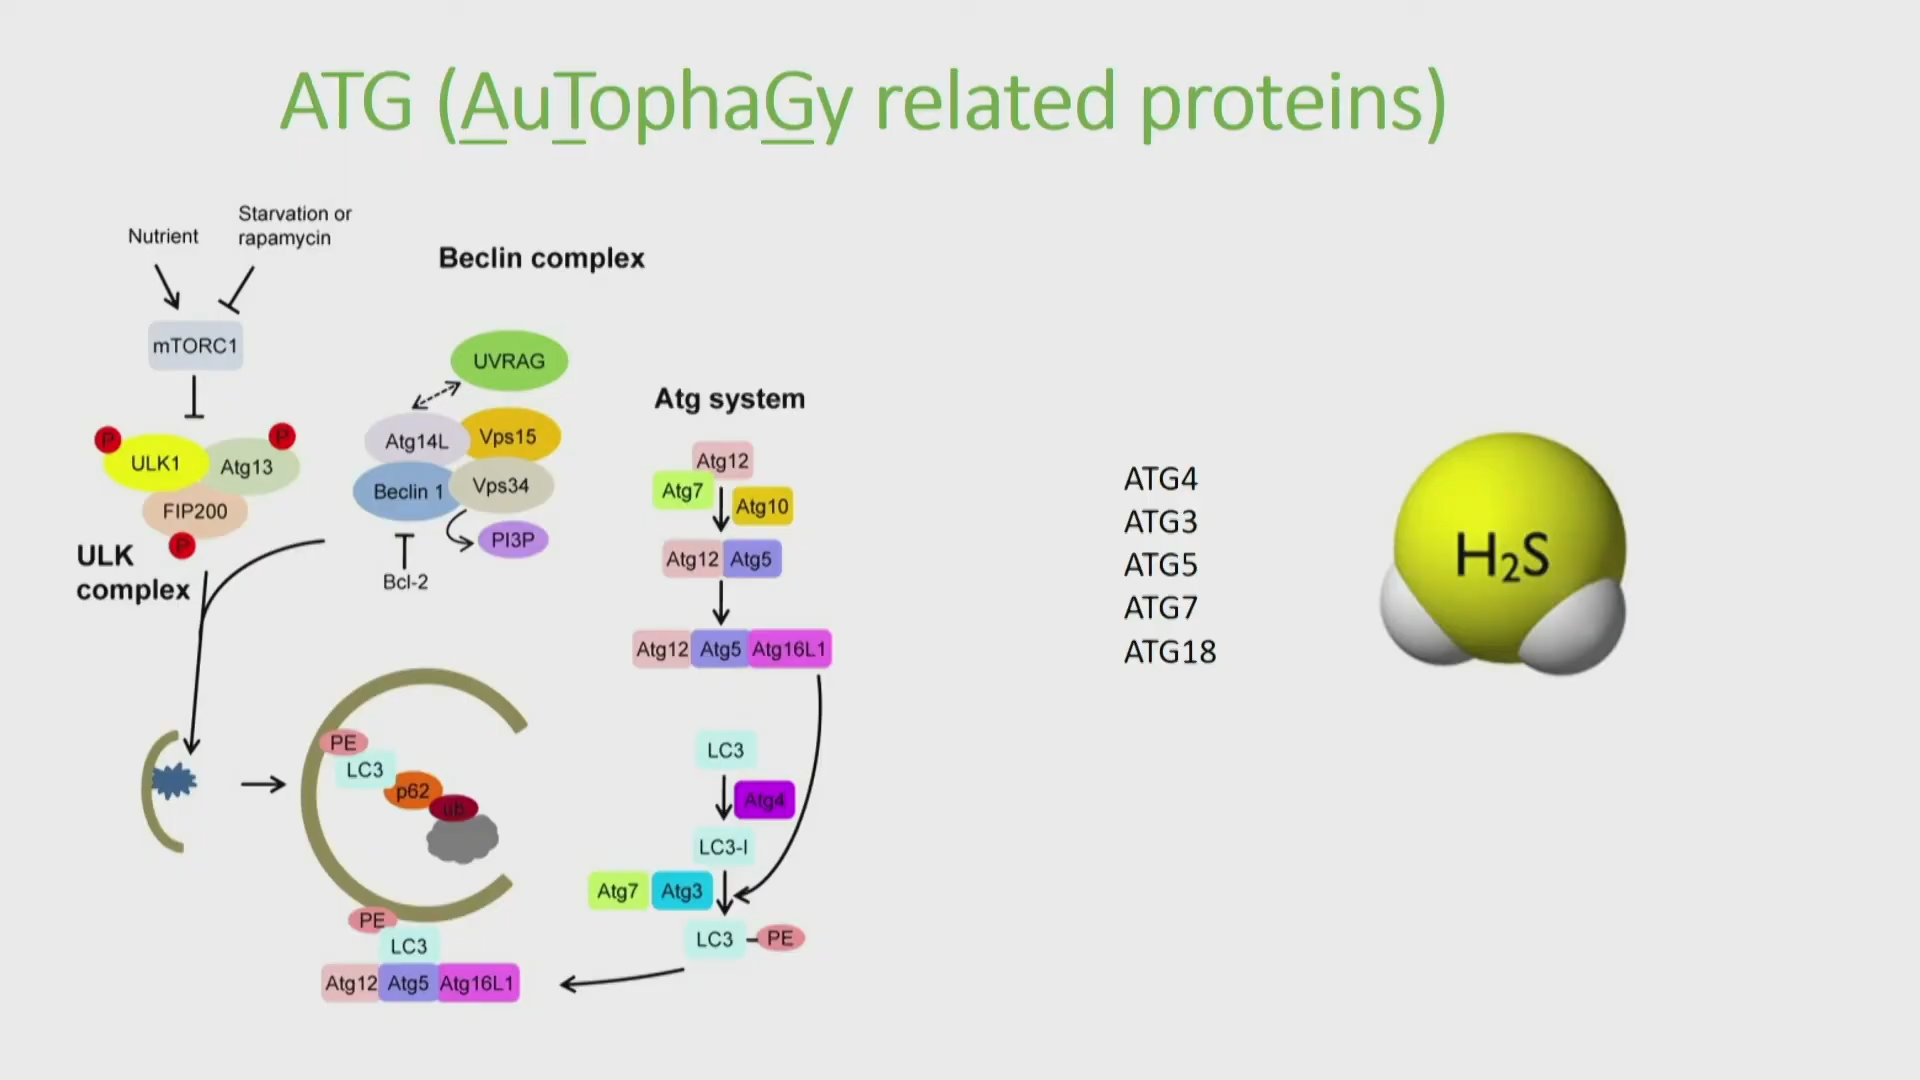 ATG (AuTophaGy related proteins)
Nutrient
Starvation or
rapamycin
mTORC1
P
P
ULK1
Atg13
FIP200
P
ULK
complex
Beclin complex
UVRAG
Atg14L
Vps15
Beclin 1
Vps34
PI3P
Bcl-2
Atg system
Atg12
Atg7
Atg10
Atg12 Atg5
Atg12 Atg5 Atg16L1
LC3
Atg4
LC3-I
Atg7 Atg3
LC3 PE
PE
LC3
p62
ub
PE
LC3
Atg12 Atg5 Atg16L1
ATG4
ATG3
ATG5
ATG7
ATG18
H₂S